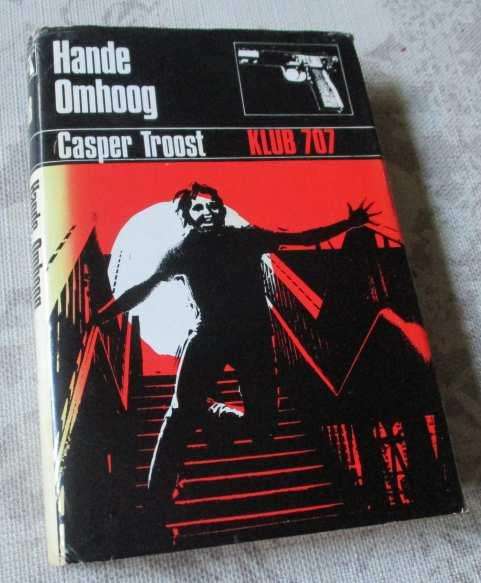 Hande
Omhoog
Casper Troost KLUB 707
Hande Omhoog